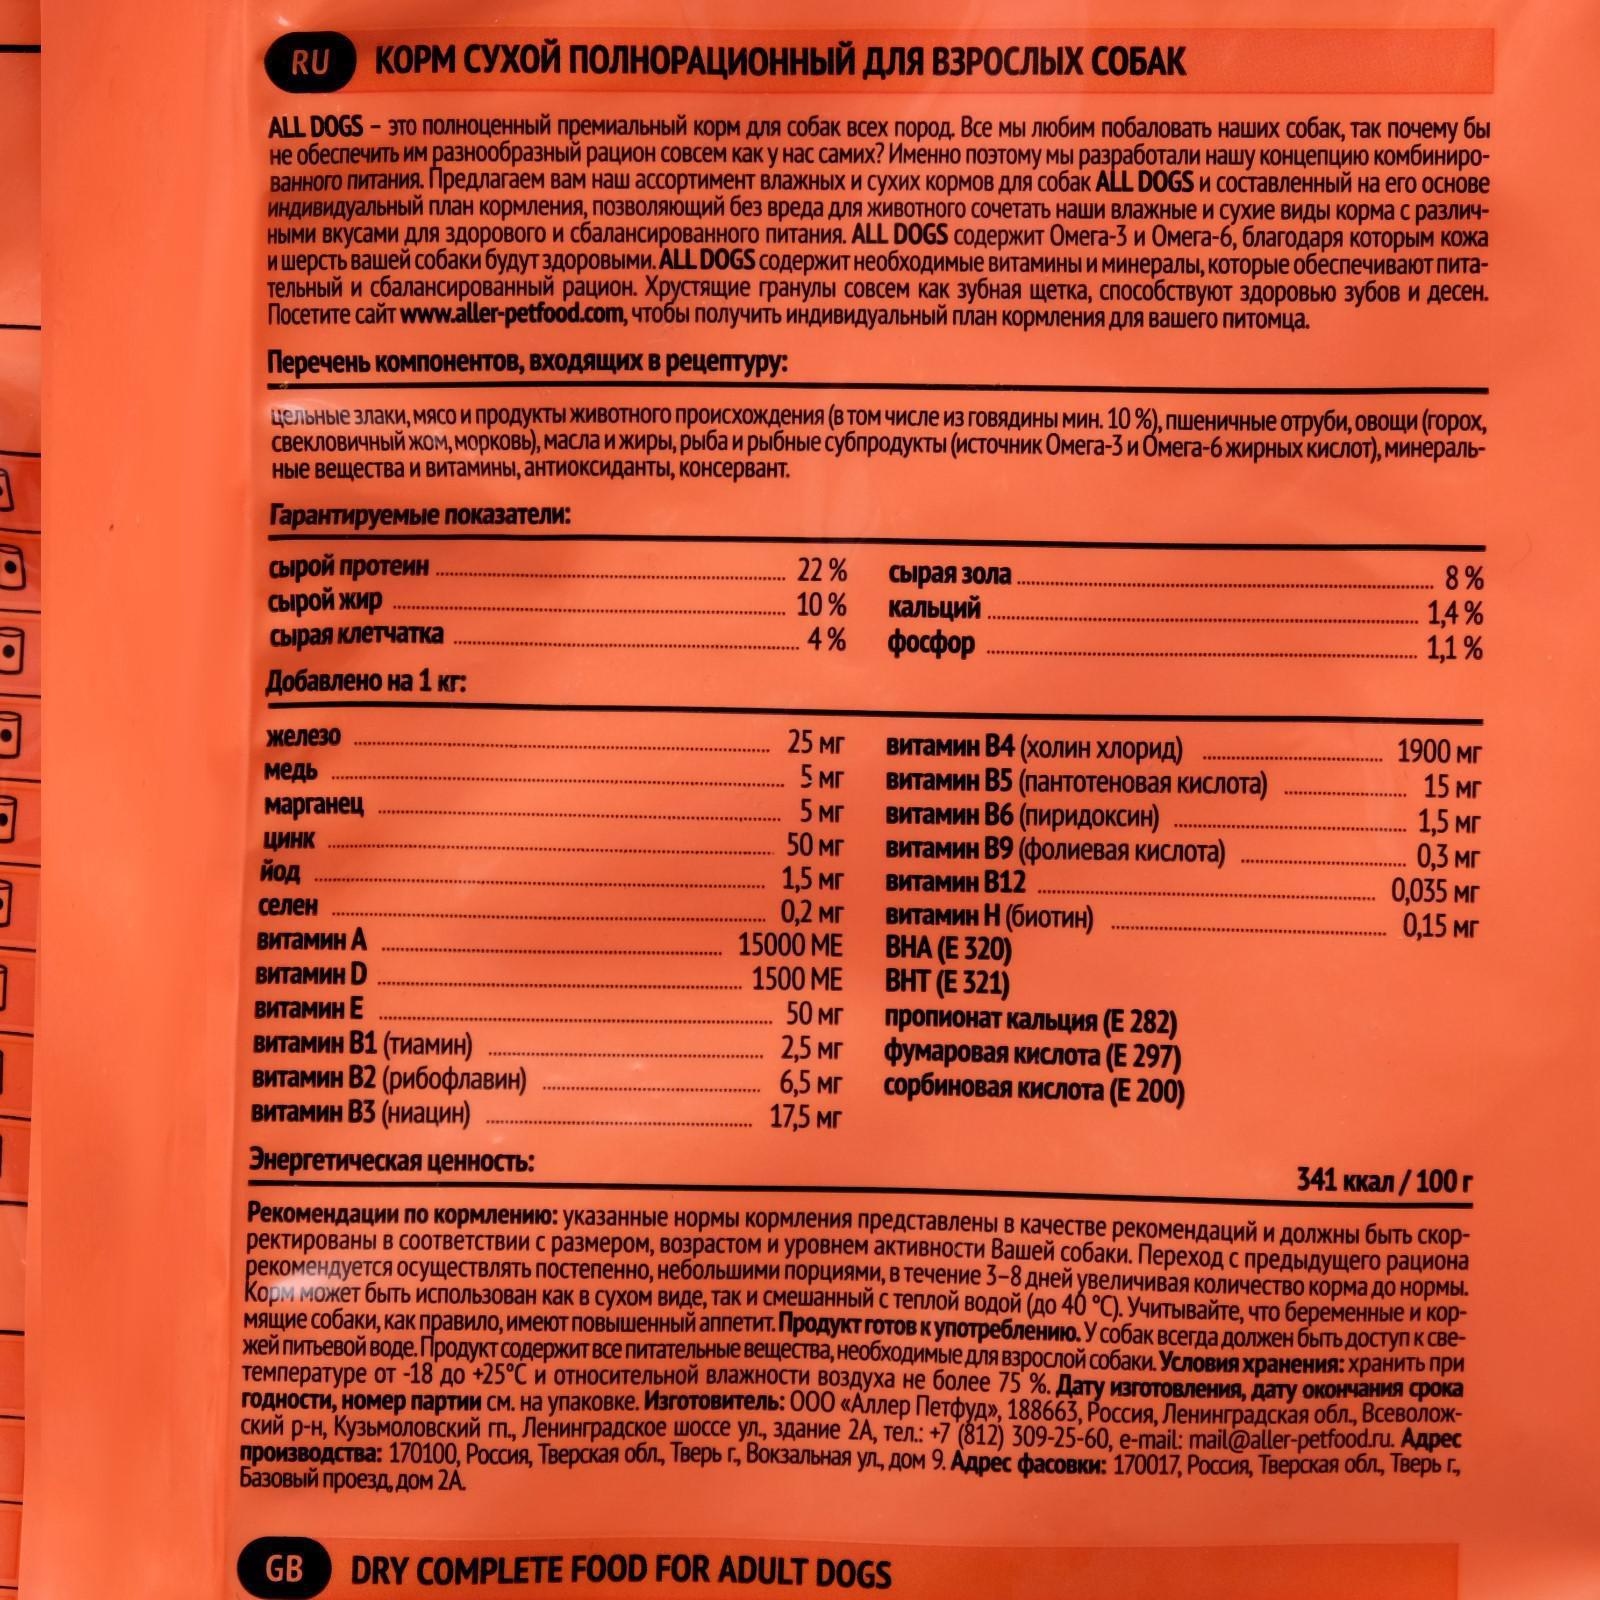 RU КОРМ СУХОЙ ПОЛНОРАЦИОННЫЙ ДЛЯ ВЗРОСЛЫХ СОБАК
ALL DOGS – это полноценный премиальный корм для собак всех пород. Все мы любим побаловать наших собак, так почему бы
не обеспечить им разнообразный рацион совсем как у нас самих? Именно поэтому мы разработали нашу концепцию комбиниро-
ванного питания. Предлагаем вам наш ассортимент влажных и сухих кормов для собак ALL DOGS и составленный на его основе
индивидуальный план кормления, позволяющий без вреда для животного сочетать наши влажные и сухие виды корма с различ-
ными вкусами для здорового и сбалансированного питания. ALL DOGS содержит Омега-3 и Омега-6, благодаря которым кожа
и шерсть вашей собаки будут здоровыми. ALL DOGS содержит необходимые витамины и минералы, которые обеспечивают пита-
тельный и сбалансированный рацион. Хрустящие гранулы совсем как зубная щетка, способствуют здоровью зубов и десен.
Посетите сайт www.aller-petfood.com, чтобы получить индивидуальный план кормления для вашего питомца.
Перечень компонентов, входящих в рецептуру:
цельные злаки, мясо и продукты животного происхождения (в том числе из говядины мин. 10 %), пшеничные отруби, овощи (горох,
свекловичный жом, морковь), масла и жиры, рыба и рыбные субпродукты (источник Омега-3 и Омега-6 жирных кислот), минераль-
ные вещества и витамины, антиоксиданты, консервант.
Гарантируемые показатели:
сырой протеин 22 %
сырой жир 10 %
сырая клетчатка 4 %
сырая зола 8 %
кальций 1,4 %
фосфор 1,1 %
Добавлено на 1 кг:
железо 25 мг
медь 5 мг
марганец 5 мг
цинк 50 мг
йод 1,5 мг
селен 0,2 мг
витамин A 15000 МЕ
витамин D 1500 МЕ
витамин E 50 мг
витамин B1 (тиамин) 2,5 мг
витамин B2 (рибофлавин) 6,5 мг
витамин B3 (ниацин) 17,5 мг
витамин B4 (холин хлорид) 1900 мг
витамин B5 (пантотеновая кислота) 15 мг
витамин B6 (пиридоксин) 1,5 мг
витамин B9 (фолиевая кислота) 0,3 мг
витамин B12 0,035 мг
витамин H (биотин) 0,15 мг
BHA (E 320)
BHT (E 321)
пропионат кальция (E 282)
фумаровая кислота (E 297)
сорбиновая кислота (E 200)
Энергетическая ценность: 341 ккал / 100 г
Рекомендации по кормлению: указанные нормы кормления представлены в качестве рекомендаций и должны быть скор-
ректированы в соответствии с размером, возрастом и уровнем активности Вашей собаки. Переход с предыдущего рациона
рекомендуется осуществлять постепенно, небольшими порциями, в течение 3–8 дней увеличивая количество корма до нормы.
Корм может быть использован как в сухом виде, так и смешанный с теплой водой (до 40 °C). Учитывайте, что беременные и кор-
мящие собаки, как правило, имеют повышенный аппетит. Продукт готов к употреблению. У собак всегда должен быть доступ к све-
жей питьевой воде. Продукт содержит все питательные вещества, необходимые для взрослой собаки. Условия хранения: хранить при
температуре от -18 до +25°C и относительной влажности воздуха не более 75 %. Дату изготовления, дату окончания срока
годности, номер партии см. на упаковке. Изготовитель: ООО «Аллер Петфуд», 188663, Россия, Ленинградская обл., Всеволож-
ский р-н, Кузьмоловский гп., Ленинградское шоссе ул., здание 2А, тел.: +7 (812) 309-25-60, e-mail: mail@aller-petfood.ru. Адрес
производства: 170100, Россия, Тверская обл., Тверь г., Вокзальная ул., дом 9. Адрес фасовки: 170017, Россия, Тверская обл., Тверь г.,
Базовый проезд, дом 2А.
GB DRY COMPLETE FOOD FOR ADULT DOGS